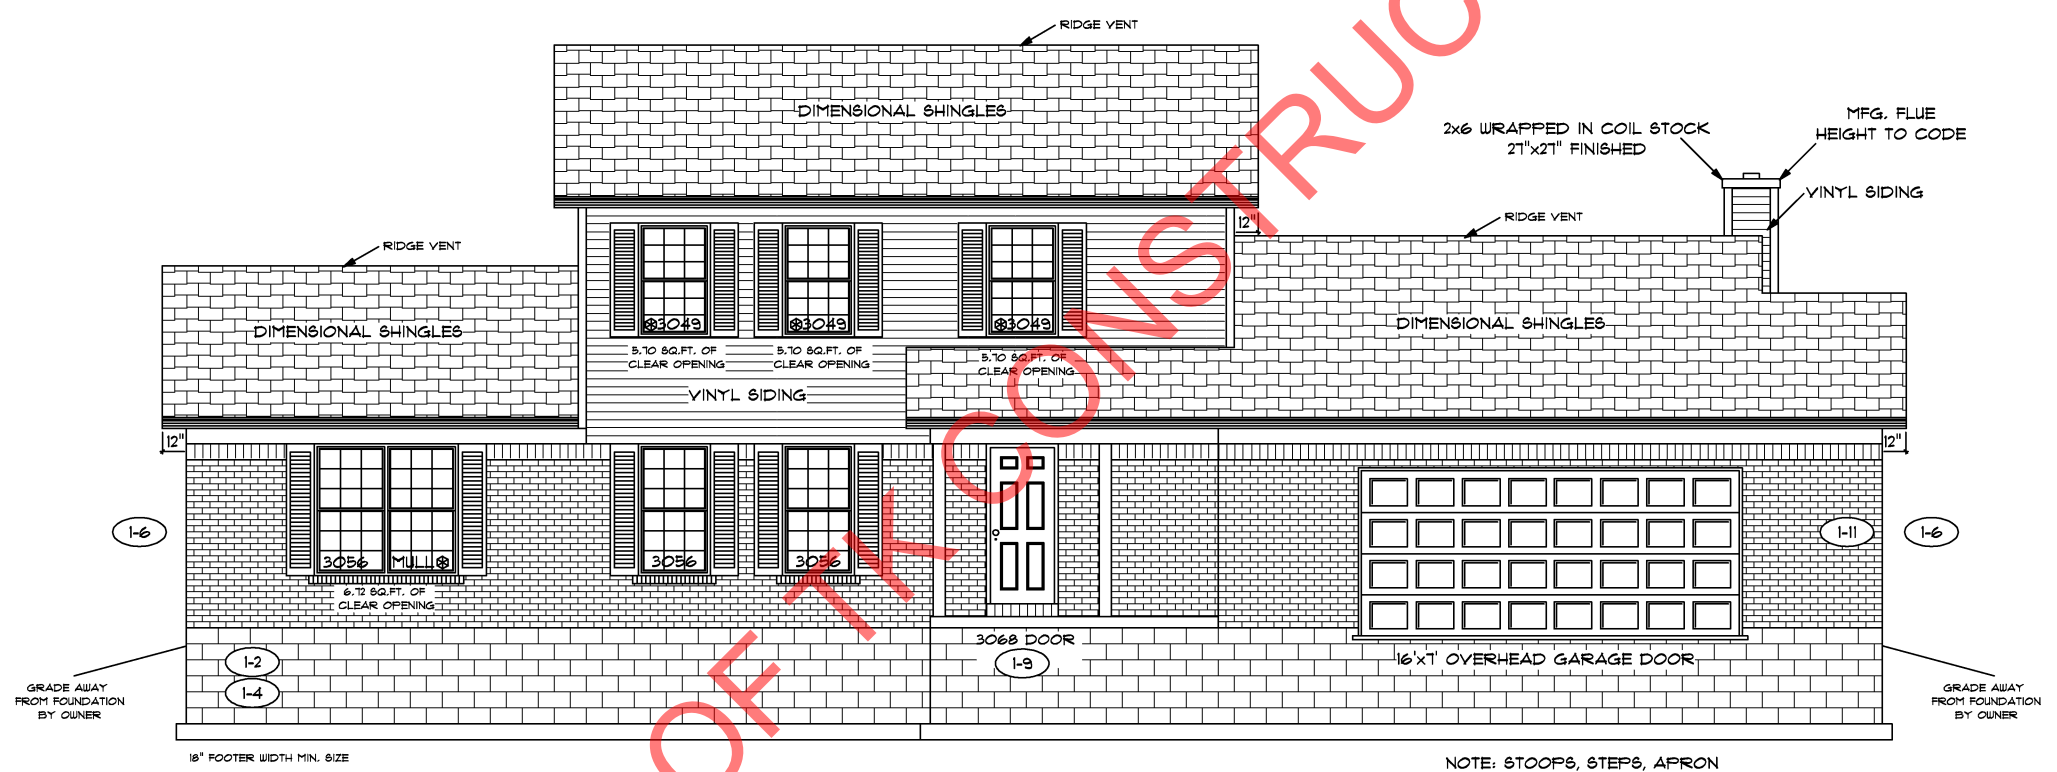 RIDGE VENT
DIMENSIONAL SHINGLES
MFG. FLUE
HEIGHT TO CODE
2x6 WRAPPED IN COIL STOCK
27"x27" FINISHED
VINYL SIDING
RIDGE VENT
12"
RIDGE VENT
DIMENSIONAL SHINGLES
3049
3049
3049
DIMENSIONAL SHINGLES
5.70 SQ.FT. OF
CLEAR OPENING
5.70 SQ.FT. OF
CLEAR OPENING
5.70 SQ.FT. OF
CLEAR OPENING
VINYL SIDING
12"
12"
1-6
1-11
1-6
3056
MULL
3056
3056
6.72 SQ.FT. OF
CLEAR OPENING
3068 DOOR
1-9
16'x7' OVERHEAD GARAGE DOOR
1-2
1-4
GRADE AWAY
FROM FOUNDATION
BY OWNER
GRADE AWAY
FROM FOUNDATION
BY OWNER
18" FOOTER WIDTH MIN. SIZE
NOTE: STOOPS, STEPS, APRON
OF TK CONSTRUC